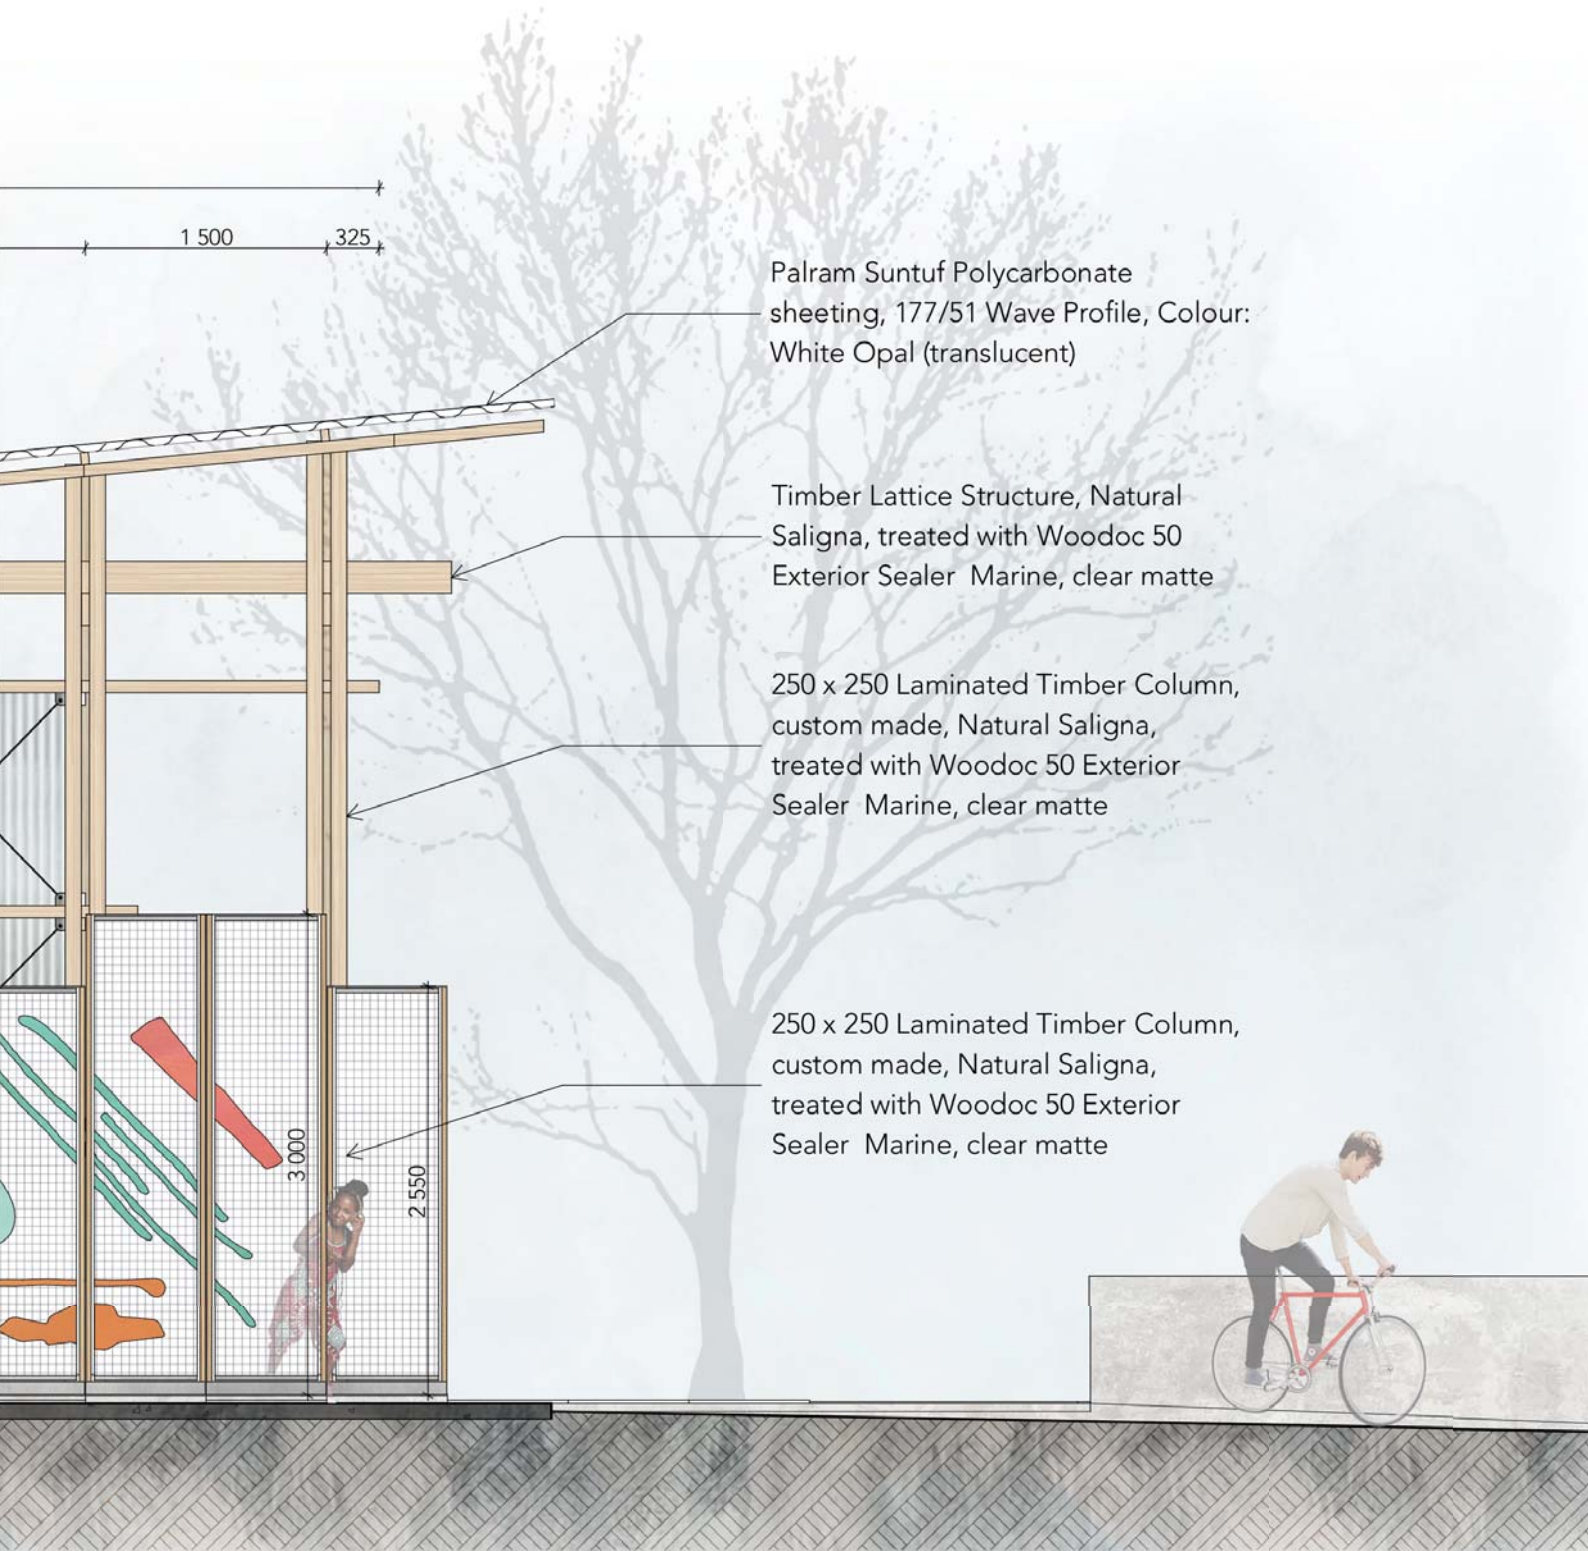 1 500
325
Palram Suntuf Polycarbonate
sheeting, 177/51 Wave Profile, Colour:
White Opal (translucent)
Timber Lattice Structure, Natural
Saligna, treated with Woodoc 50
Exterior Sealer  Marine, clear matte
250 x 250 Laminated Timber Column,
custom made, Natural Saligna,
treated with Woodoc 50 Exterior
Sealer  Marine, clear matte
250 x 250 Laminated Timber Column,
custom made, Natural Saligna,
treated with Woodoc 50 Exterior
Sealer  Marine, clear matte
3 000
2 550